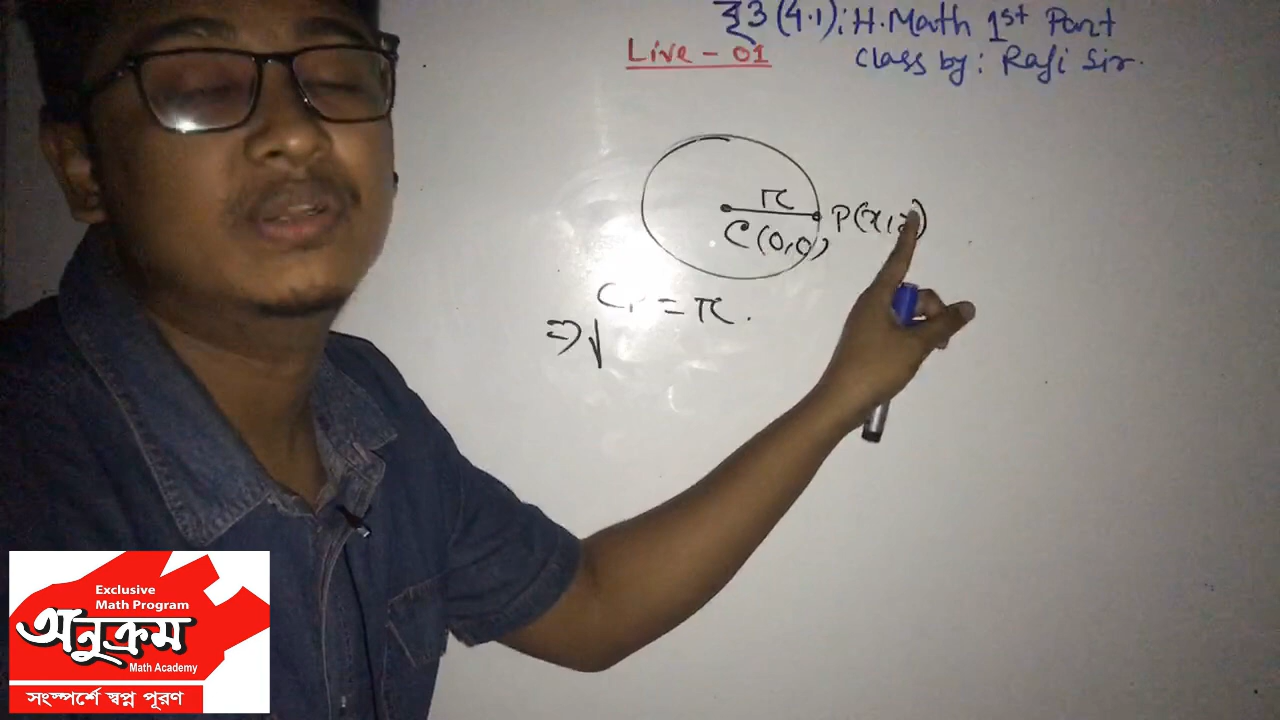 বৃত্ত (4.1): H.Math 1st Part
Live - 01
Class by: Rafi Sir.
r
P(x,y)
C(0,0)
CP = r.
⇒√
Exclusive
Math Program
অনুক্রম
Math Academy
সংস্পর্শে স্বপ্ন পূরণ